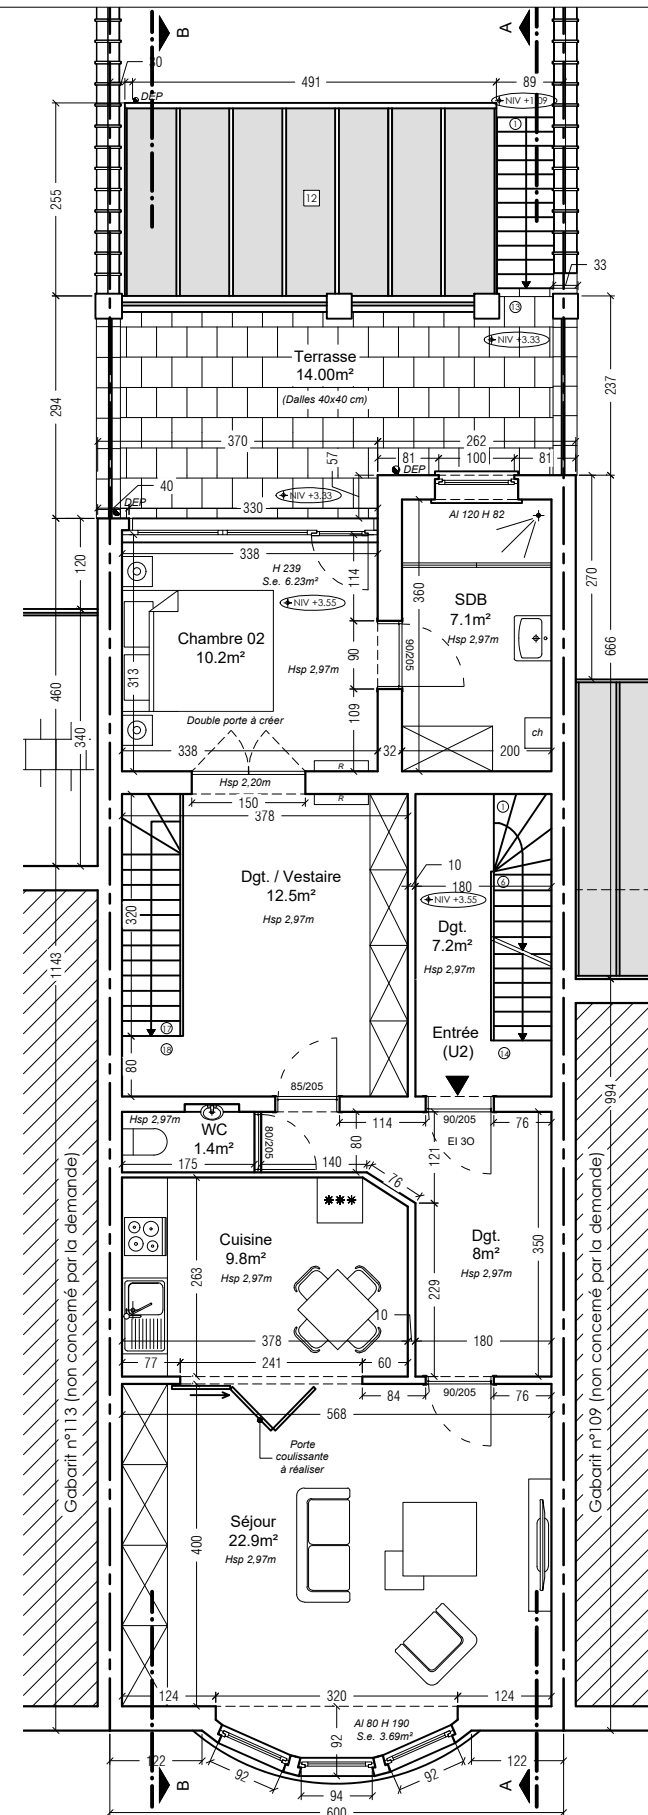 B
A
30
491
89
DEP
NIV +1.09
1
255
12
33
13
NIV +3.33
Terrasse
14.00m²
(Dalles 40x40 cm)
294
237
370
262
57
81
100
81
DEP
40
DEP
NIV +3.33
330
Al 120 H 82
338
H 239
S.e. 6.23m²
114
120
360
270
NIV +3.55
SDB
7.1m²
Hsp 2,97m
666
Chambre 02
10.2m²
Hsp 2,97m
90
90/205
460
313
340
109
Double porte à créer
ch
338
32
200
R
Hsp 2,20m
150
R
378
1
10
180
6
Dgt. / Vestaire
12.5m²
Hsp 2,97m
NIV +3.55
Dgt.
7.2m²
Hsp 2,97m
320
1143
17
18
Entrée
(U2)
14
80
85/205
994
Hsp 2,97m
WC
1.4m²
80/205
114
90/205
76
EI 30
80
121
175
140
76
Cuisine
9.8m²
Hsp 2,97m
Dgt.
8m²
Hsp 2,97m
350
263
229
10
378
180
77
241
60
84
90/205
76
568
Porte
coulissante
à réaliser
Gabarit n°113 (non concerné par la demande)
Gabarit n°109 (non concerné par la demande)
Séjour
22.9m²
Hsp 2,97m
400
124
320
124
Al 80 H 190
S.e. 3.69m²
92
122
92
92
122
94
B
A
600